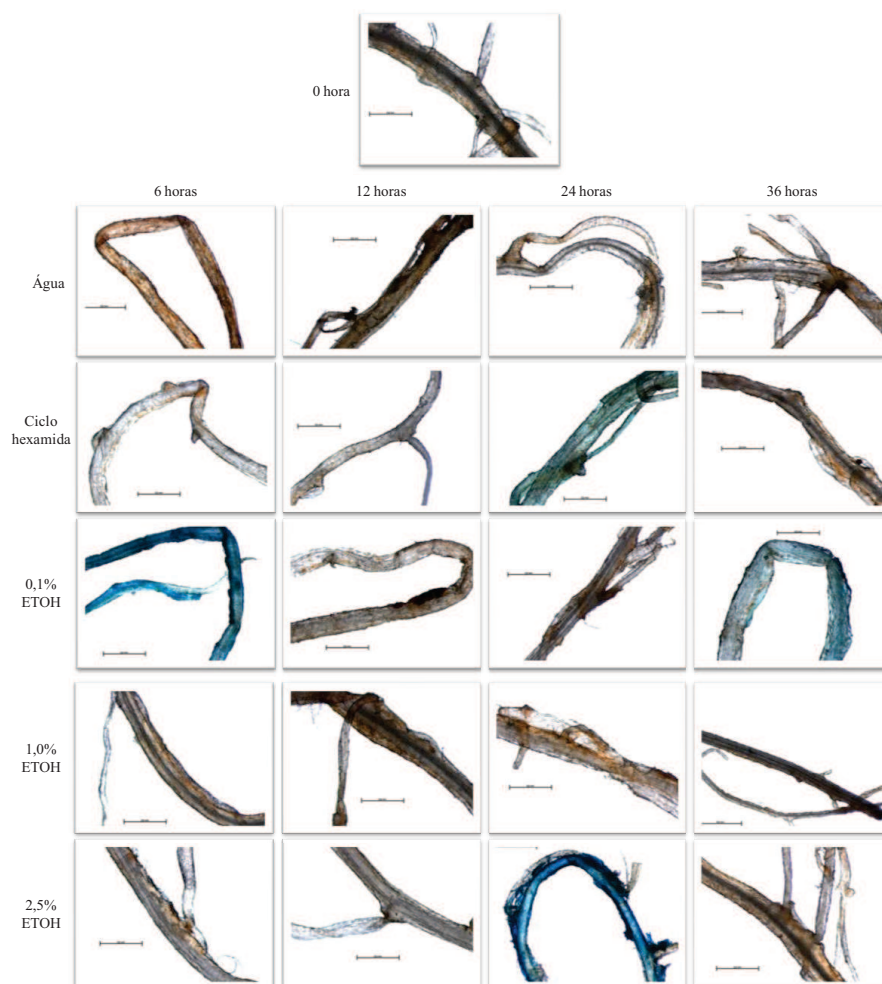 0 hora
6 horas
12 horas
24 horas
36 horas
Água
Ciclo
hexamida
0,1%
ETOH
1,0%
ETOH
2,5%
ETOH